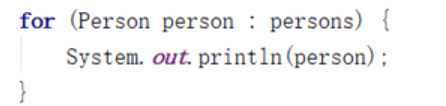 for (Person person : persons) {
    System.out.println(person);
}